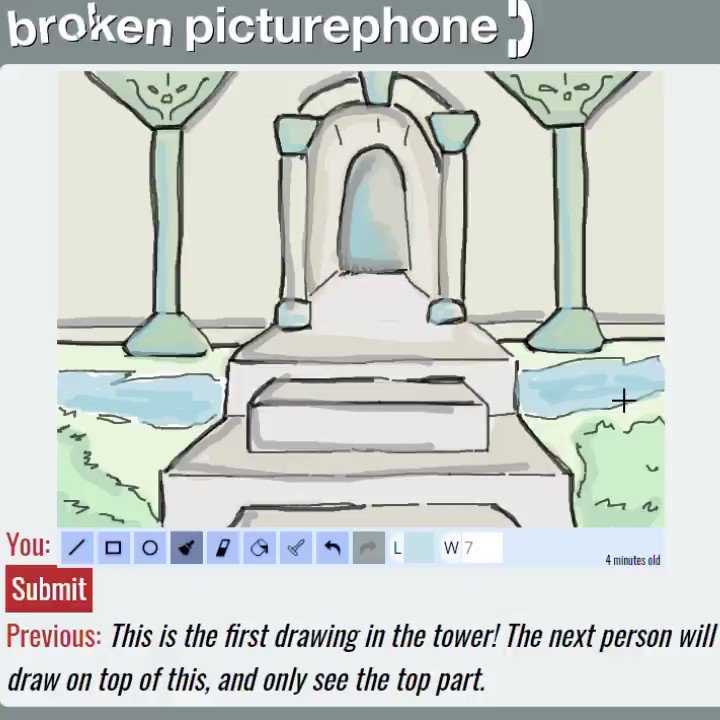 broken picturephone
You:
L
W 7
4 minutes old
Submit
Previous: This is the first drawing in the tower! The next person will
draw on top of this, and only see the top part.